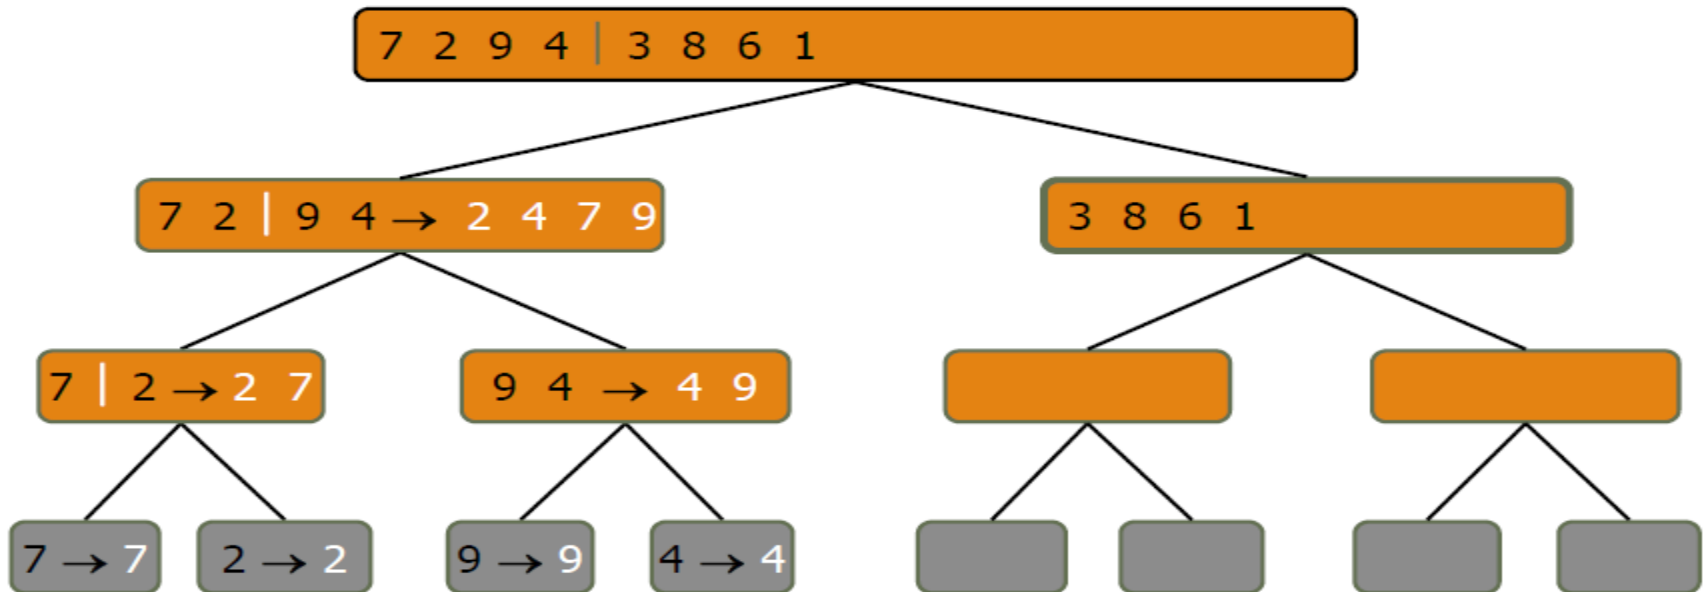 7 2 9 4 | 3 8 6 1
7 2 | 9 4 → 2 4 7 9
3 8 6 1
7 | 2 → 2 7
9 4 → 4 9
7 → 7
2 → 2
9 → 9
4 → 4